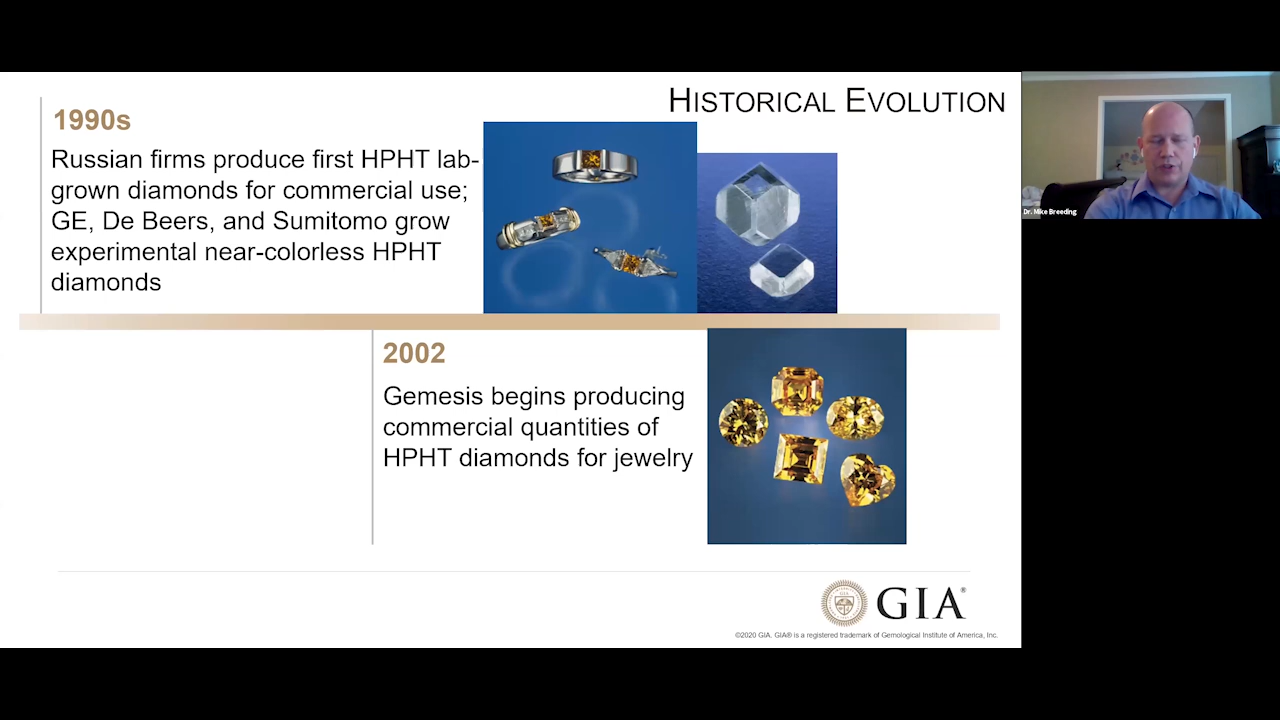 HISTORICAL EVOLUTION
1990s
Russian firms produce first HPHT lab-
grown diamonds for commercial use;
GE, De Beers, and Sumitomo grow
experimental near-colorless HPHT
diamonds
2002
Gemesis begins producing
commercial quantities of
HPHT diamonds for jewelry
GIA®
©2020 GIA. GIA® is a registered trademark of Gemological Institute of America, Inc.
Dr. Mike Breeding